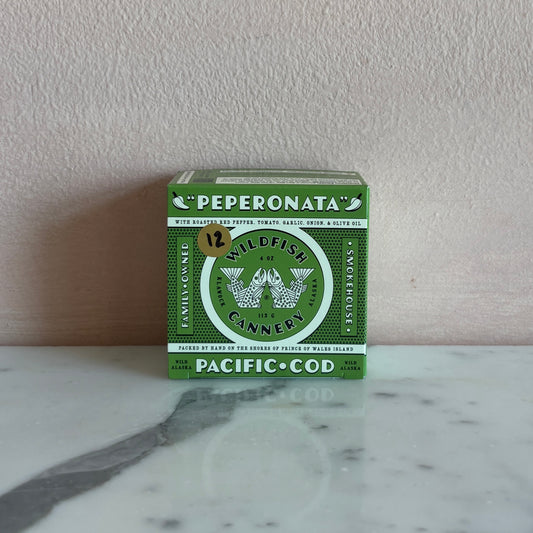 "PEPERONATA"
WITH ROASTED RED PEPPER, TOMATO, GARLIC, ONION, & OLIVE OIL
12
FAMILY • OWNED
WILDFISH
4 OZ
KLAWOCK
ALASKA
113 G
CANNERY
• SMOKEHOUSE •
PACKED BY HAND ON THE SHORES OF PRINCE OF WALES ISLAND
WILD
ALASKA
PACIFIC • COD
WILD
ALASKA